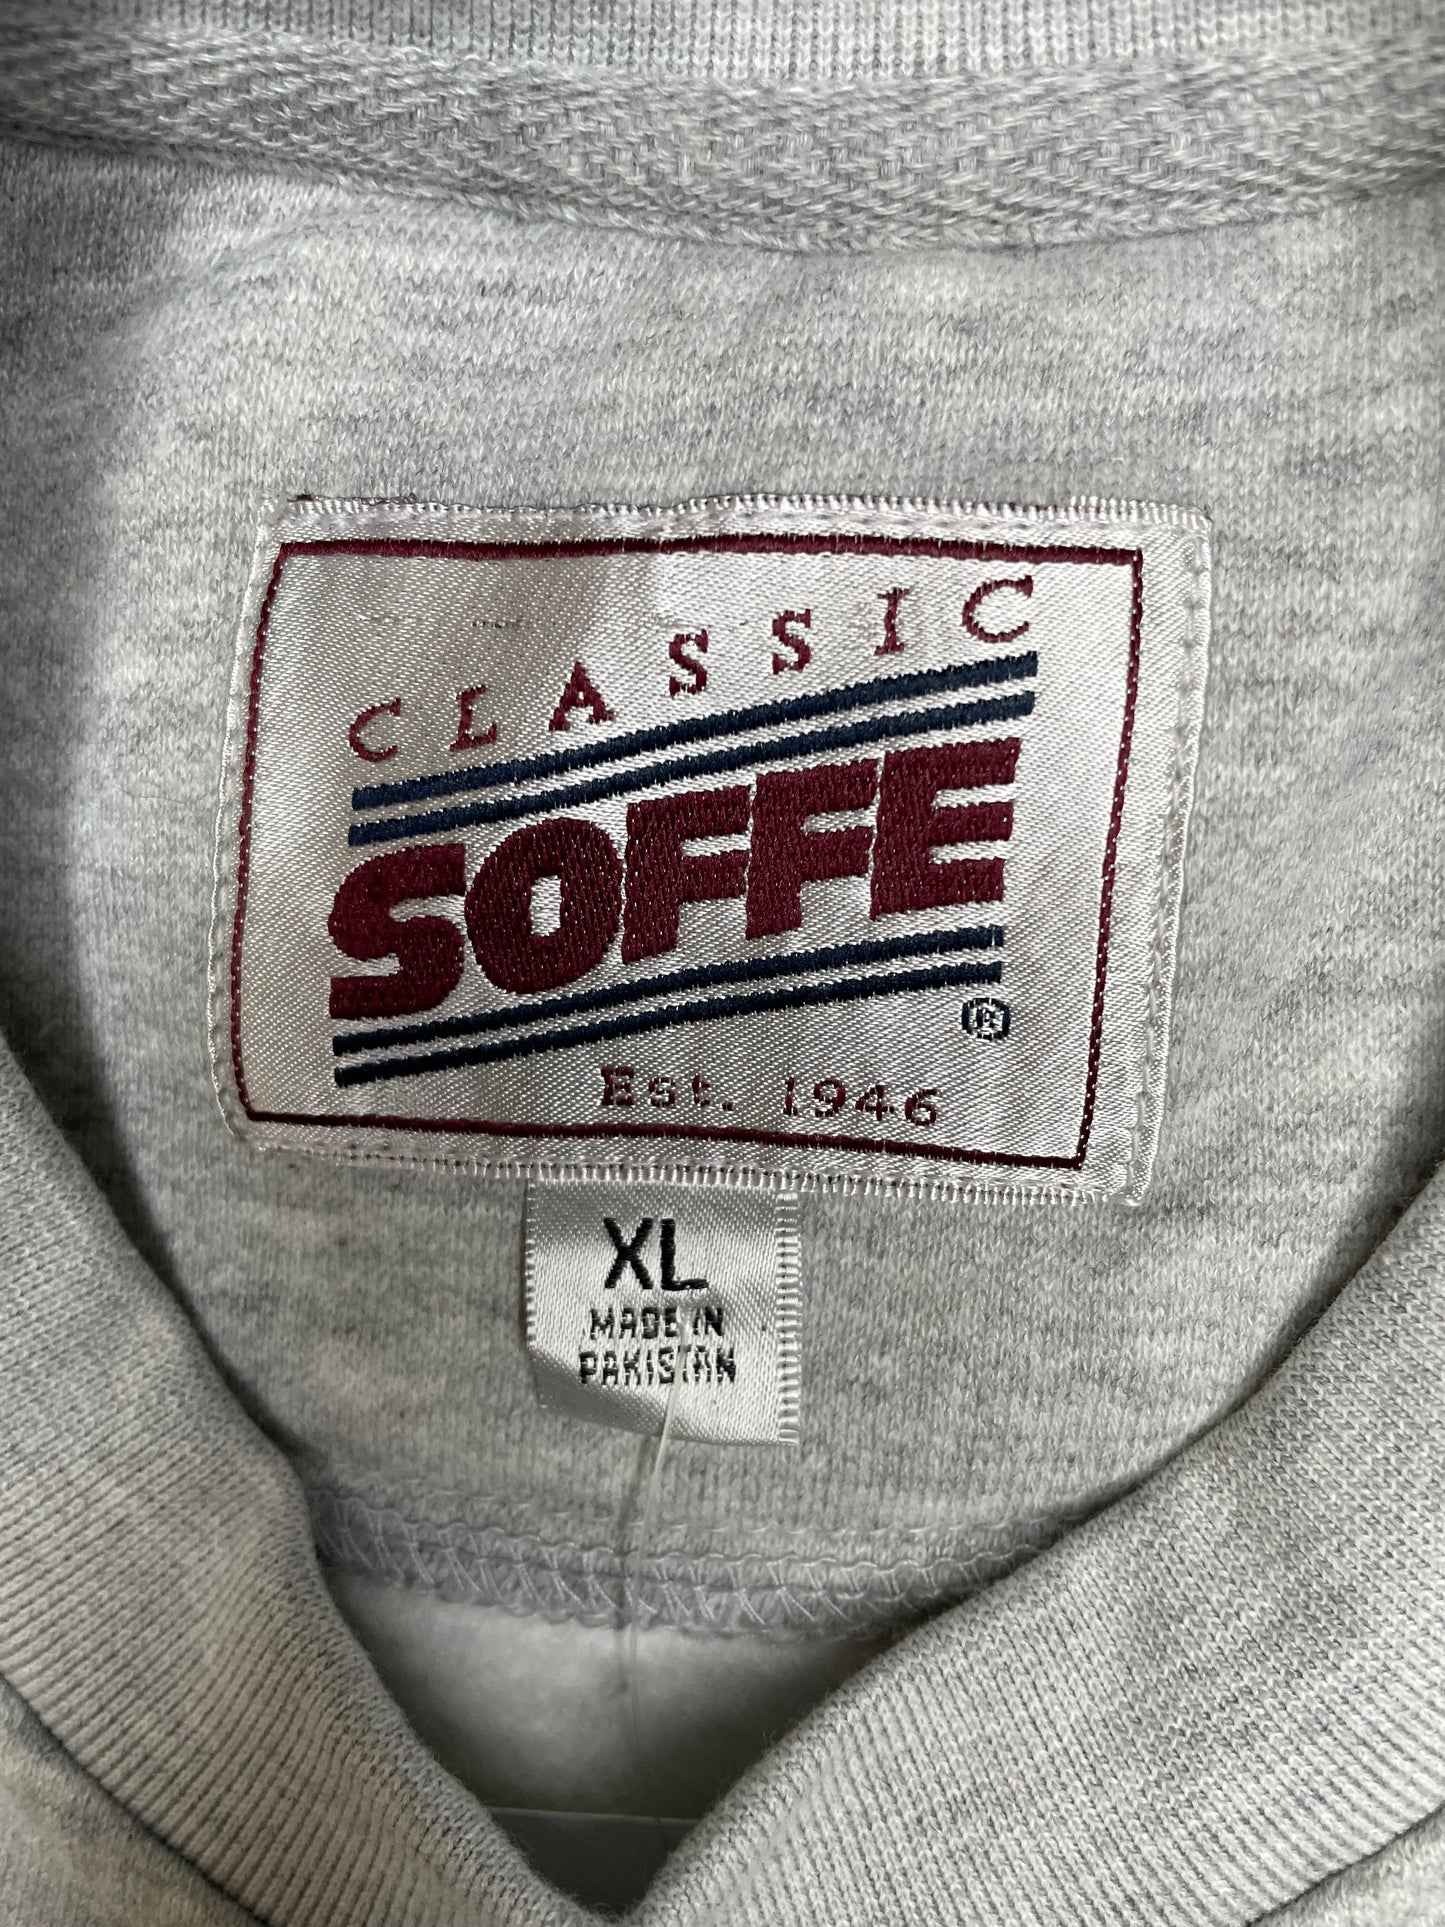 CLASSIC
SOFFE
®
Est. 1946
XL
MADE IN
PAKISTAN